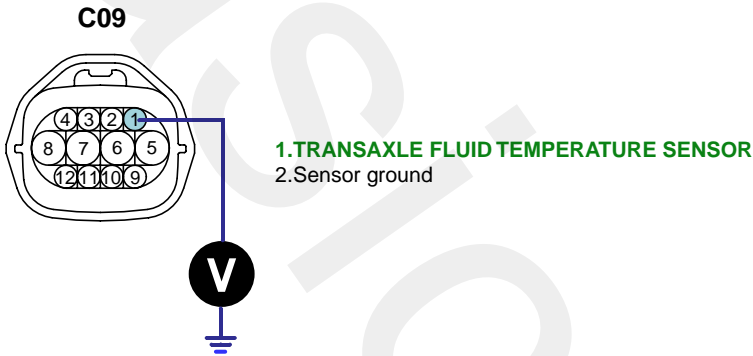 C09
4 3 2 1
8 7 6 5
12 11 10 9
1.TRANSAXLE FLUID TEMPERATURE SENSOR
2.Sensor ground
V